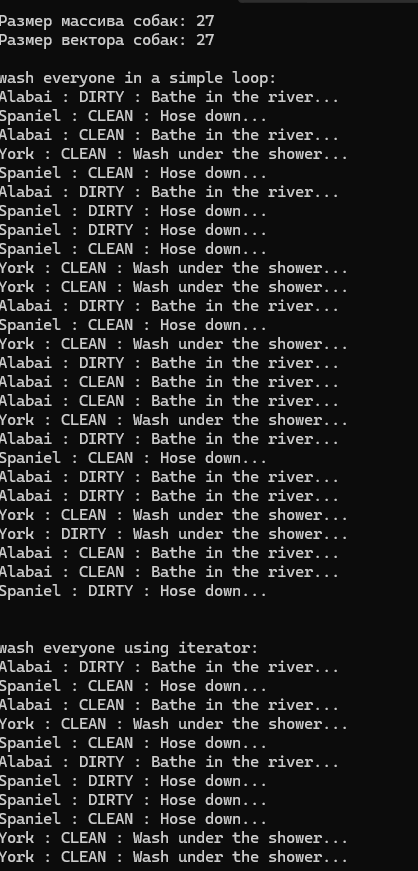 Размер массива собак: 27
Размер вектора собак: 27
wash everyone in a simple loop:
Alabai : DIRTY : Bathe in the river...
Spaniel : CLEAN : Hose down...
Alabai : CLEAN : Bathe in the river...
York : CLEAN : Wash under the shower...
Spaniel : CLEAN : Hose down...
Alabai : DIRTY : Bathe in the river...
Spaniel : DIRTY : Hose down...
Spaniel : DIRTY : Hose down...
Spaniel : CLEAN : Hose down...
York : CLEAN : Wash under the shower...
York : CLEAN : Wash under the shower...
Alabai : DIRTY : Bathe in the river...
Spaniel : CLEAN : Hose down...
York : CLEAN : Wash under the shower...
Alabai : DIRTY : Bathe in the river...
Alabai : CLEAN : Bathe in the river...
Alabai : CLEAN : Bathe in the river...
York : CLEAN : Wash under the shower...
Alabai : DIRTY : Bathe in the river...
Spaniel : CLEAN : Hose down...
Alabai : DIRTY : Bathe in the river...
Alabai : DIRTY : Bathe in the river...
York : CLEAN : Wash under the shower...
York : DIRTY : Wash under the shower...
Alabai : CLEAN : Bathe in the river...
Alabai : CLEAN : Bathe in the river...
Spaniel : DIRTY : Hose down...
wash everyone using iterator:
Alabai : DIRTY : Bathe in the river...
Spaniel : CLEAN : Hose down...
Alabai : CLEAN : Bathe in the river...
York : CLEAN : Wash under the shower...
Spaniel : CLEAN : Hose down...
Alabai : DIRTY : Bathe in the river...
Spaniel : DIRTY : Hose down...
Spaniel : DIRTY : Hose down...
Spaniel : CLEAN : Hose down...
York : CLEAN : Wash under the shower...
York : CLEAN : Wash under the shower...